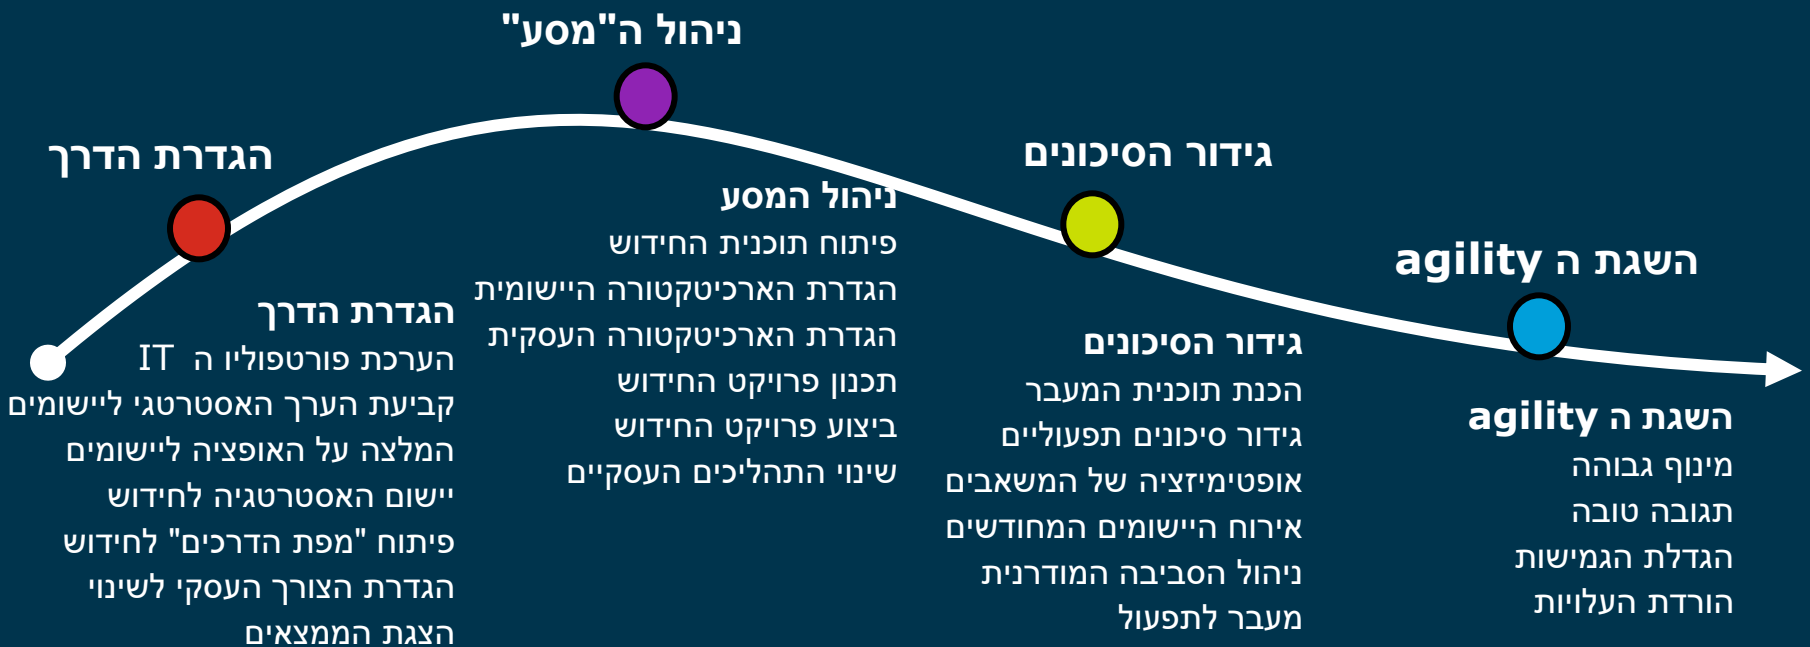 ניהול ה"מסע"
הגדרת הדרך
גידור הסיכונים
השגת ה agility
הגדרת הדרך
הערכת פורטפוליו ה IT
קביעת הערך האסטרטגי ליישומים
המלצה על האופציה ליישומים
יישום האסטרטגיה לחידוש
פיתוח "מפת הדרכים" לחידוש
הגדרת הצורך העסקי לשינוי
הצגת הממצאים
ניהול המסע
פיתוח תוכנית החידוש
הגדרת הארכיטקטורה היישומית
הגדרת הארכיטקטורה העסקית
תכנון פרויקט החידוש
ביצוע פרויקט החידוש
שינוי התהליכים העסקיים
גידור הסיכונים
הכנת תוכנית המעבר
גידור סיכונים תפעוליים
אופטימיזציה של המשאבים
אירוח היישומים המחודשים
ניהול הסביבה המודרנית
מעבר לתפעול
השגת ה agility
מינוף גבוהה
תגובה טובה
הגדלת הגמישות
הורדת העלויות